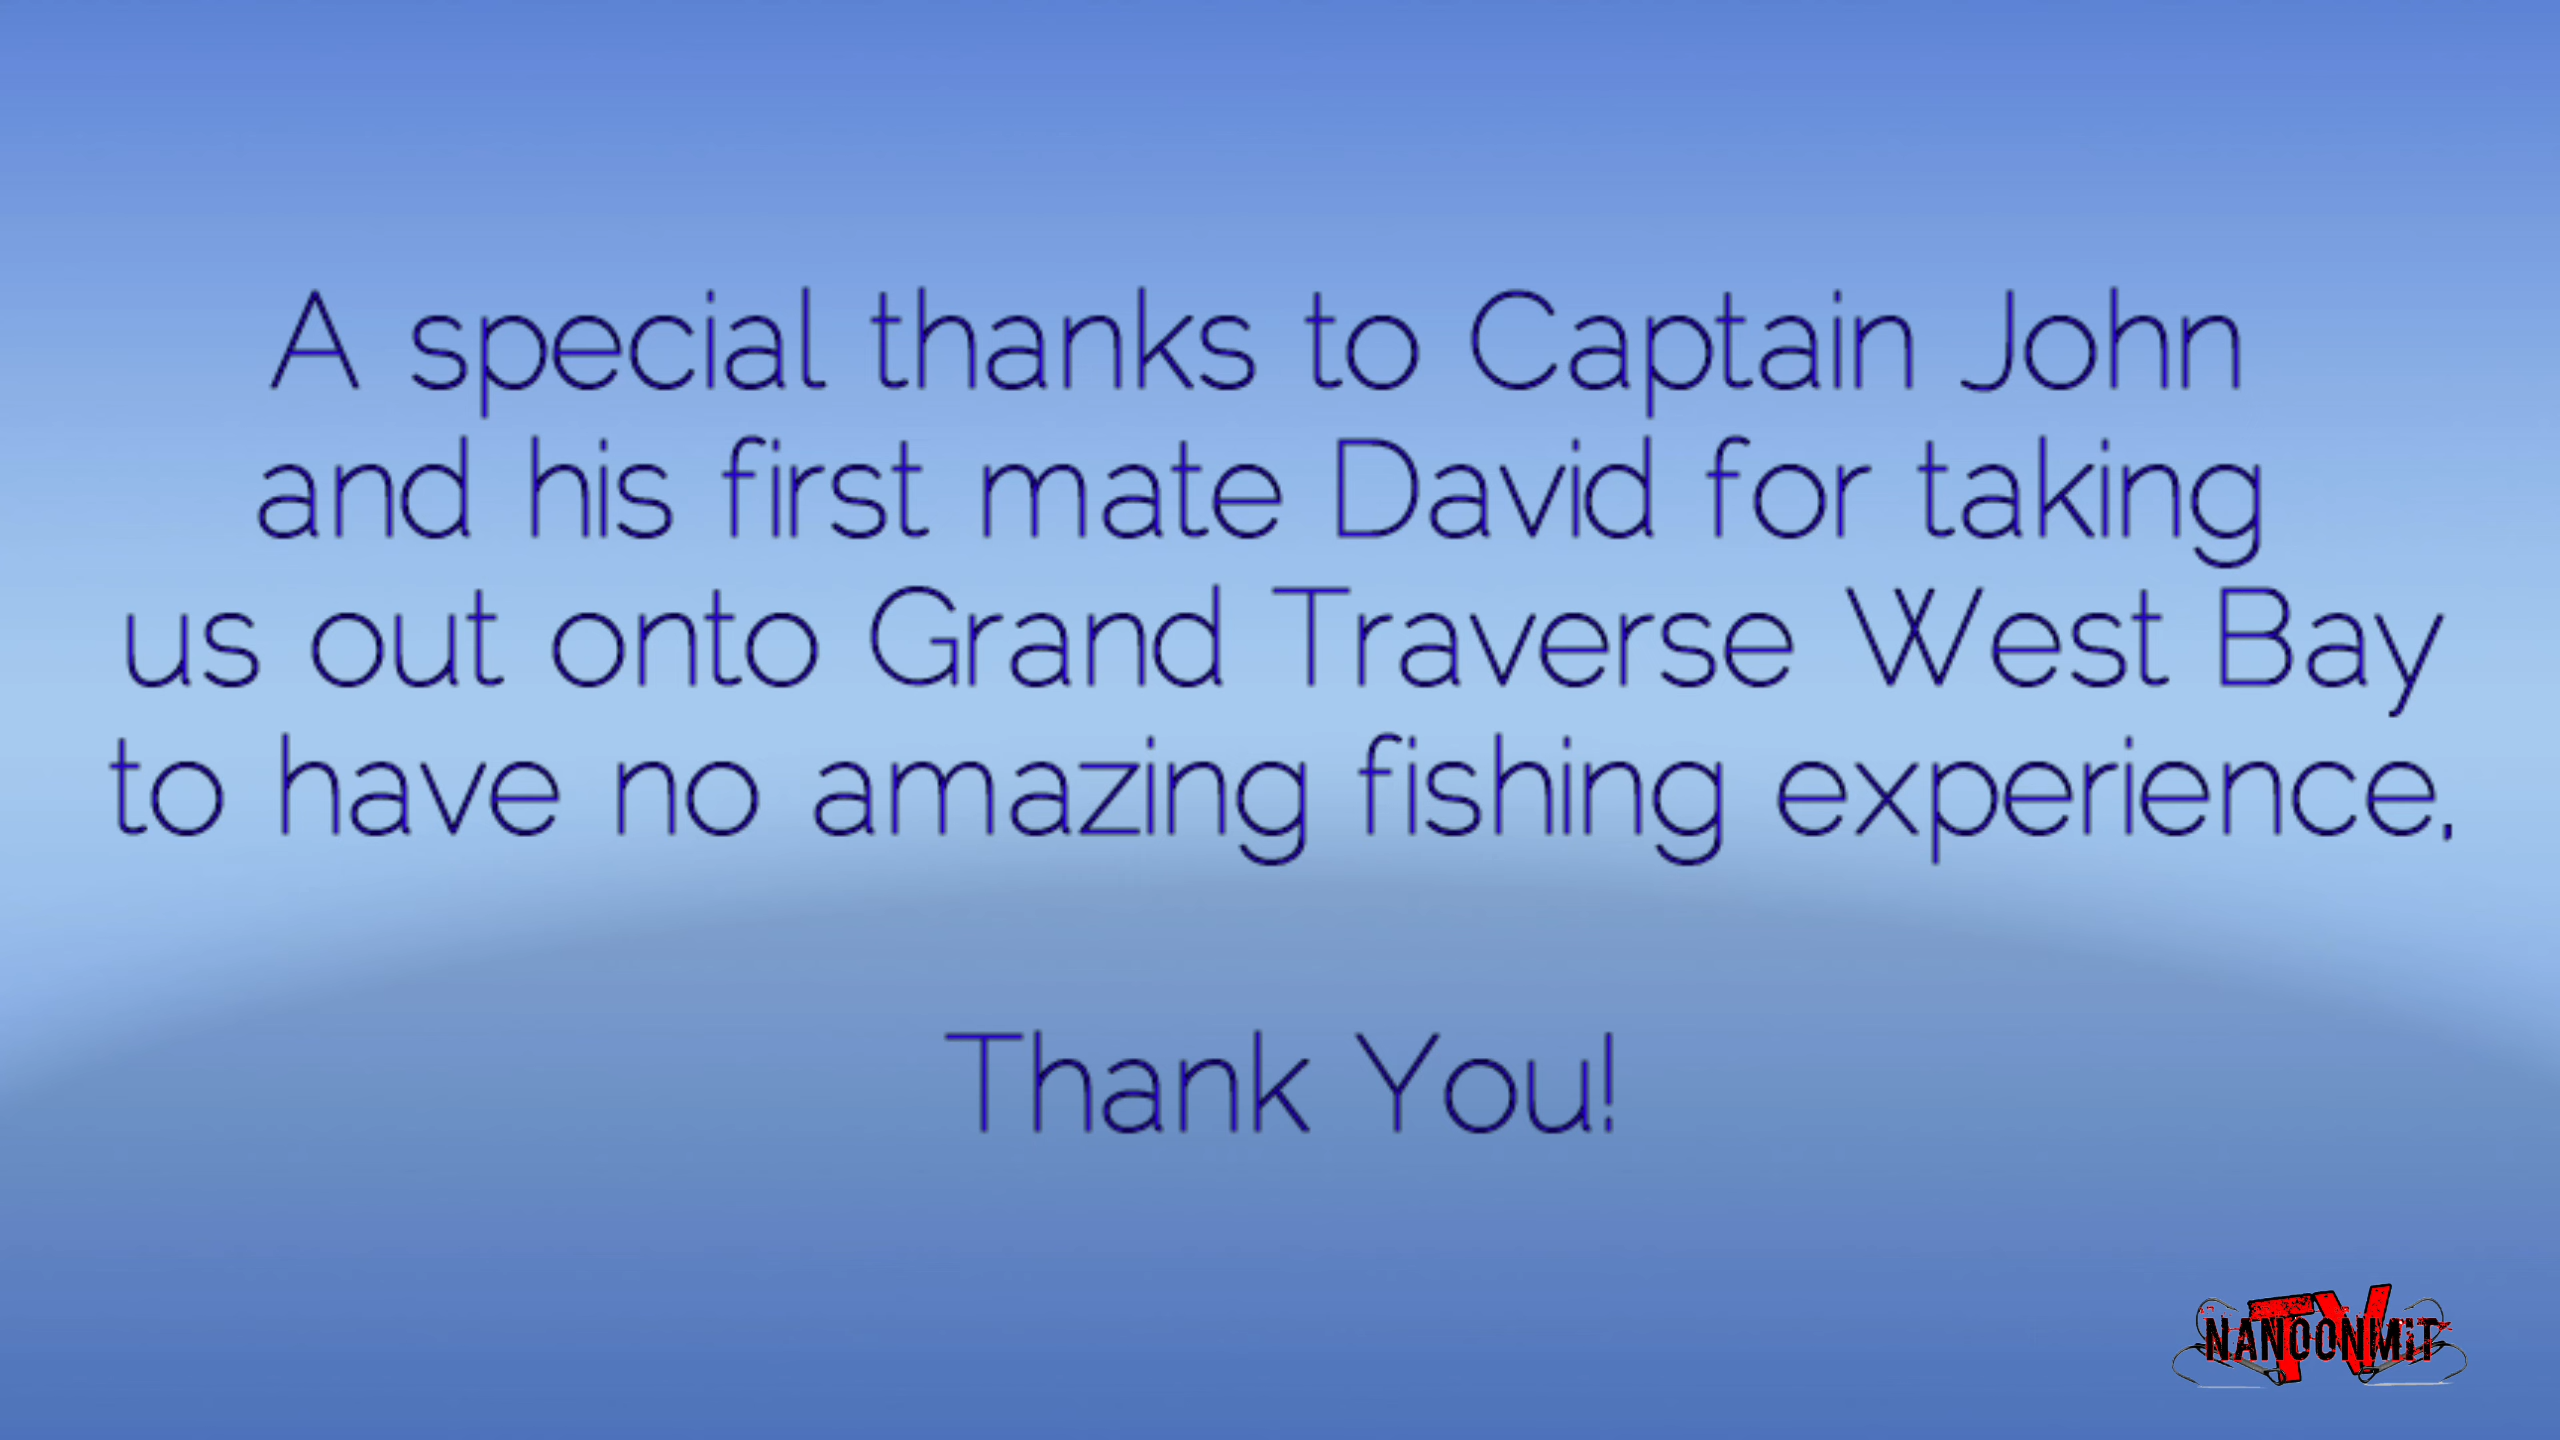 A special thanks to Captain John
and his first mate David for taking
us out onto Grand Traverse West Bay
to have no amazing fishing experience.
Thank You!
TV
NANOONMIT